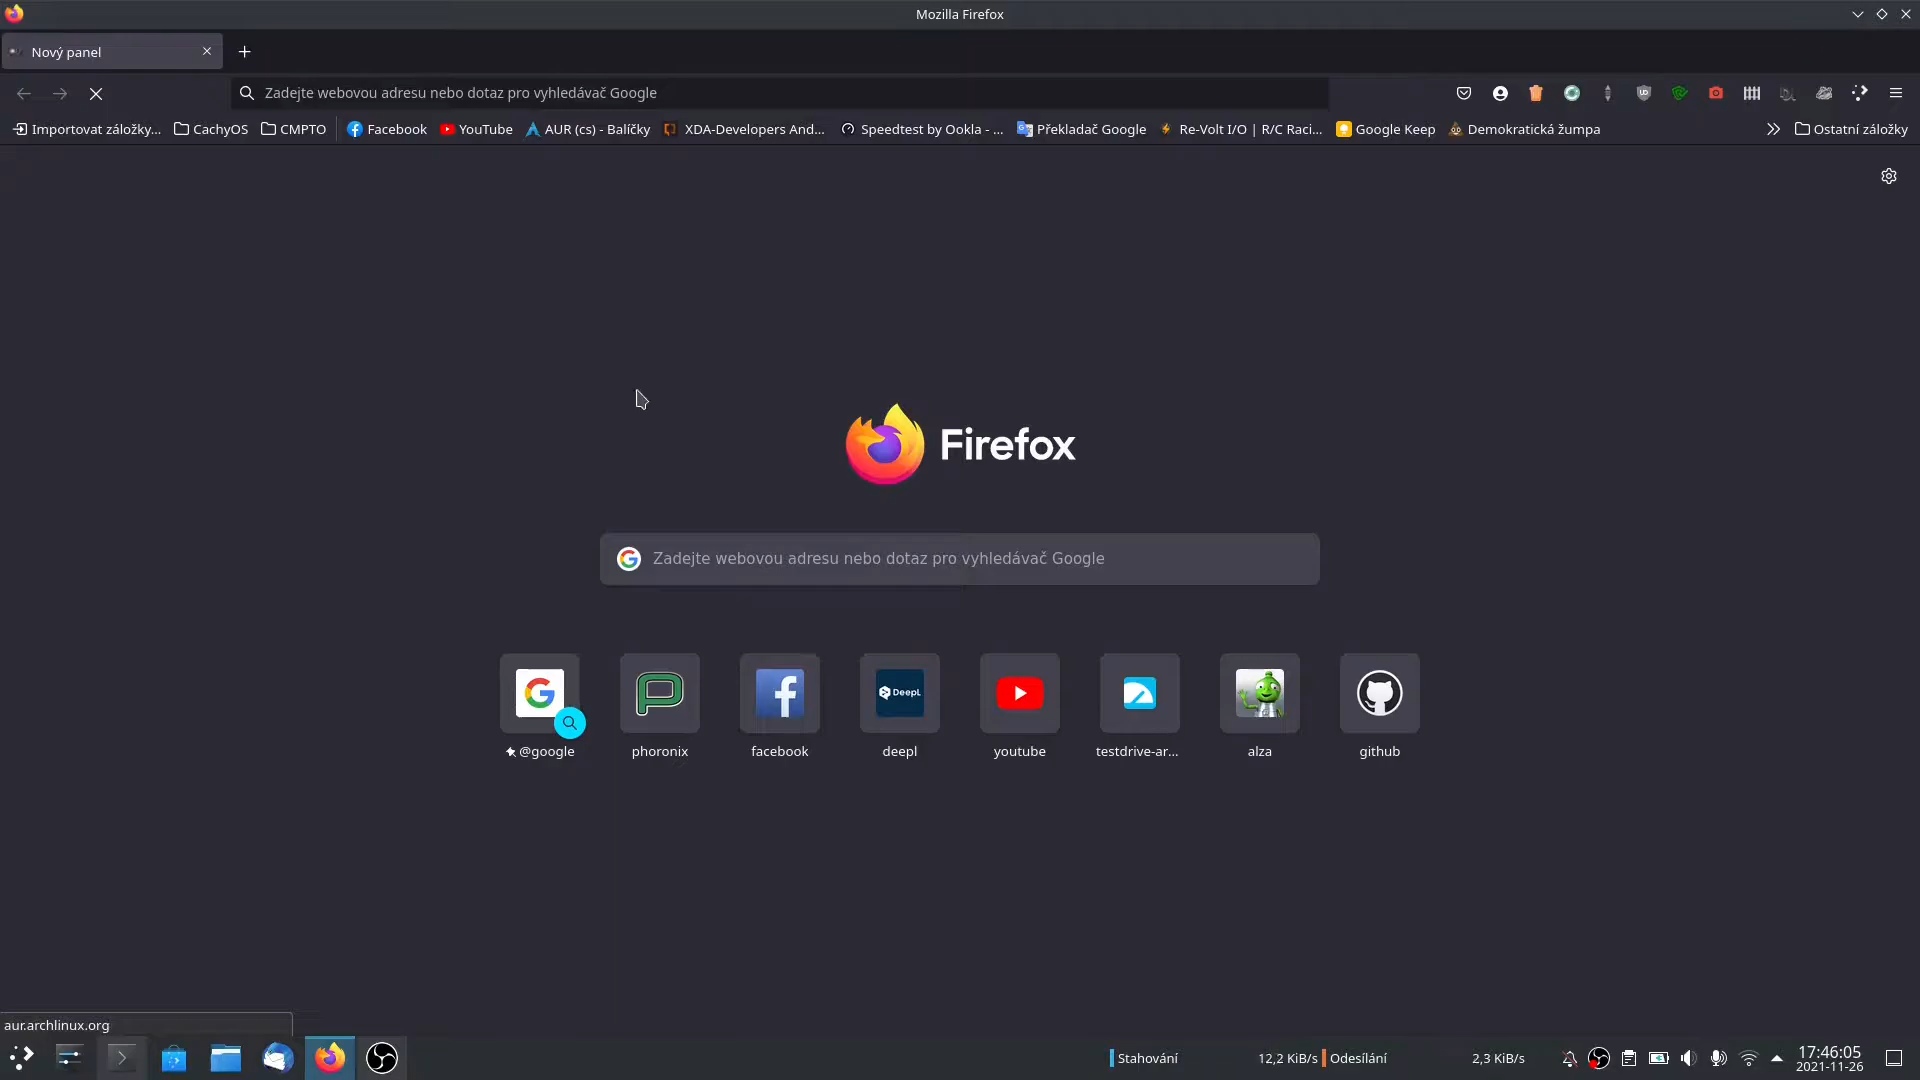 Mozilla Firefox
Nový panel
Zadejte webovou adresu nebo dotaz pro vyhledávač Google
Importovat záložky... CachyOS CMPTO Facebook YouTube AUR (cs) - Balíčky XDA-Developers And... Speedtest by Ookla - ... Překladač Google Re-Volt I/O | R/C Raci... Google Keep Demokratická žumpa Ostatní záložky
Firefox
Zadejte webovou adresu nebo dotaz pro vyhledávač Google
DeepL
@google phoronix facebook deepl youtube testdrive-ar... alza github
aur.archlinux.org
Stahování 12,2 KiB/s Odesílání 2,3 KiB/s 17:46:05
2021-11-26